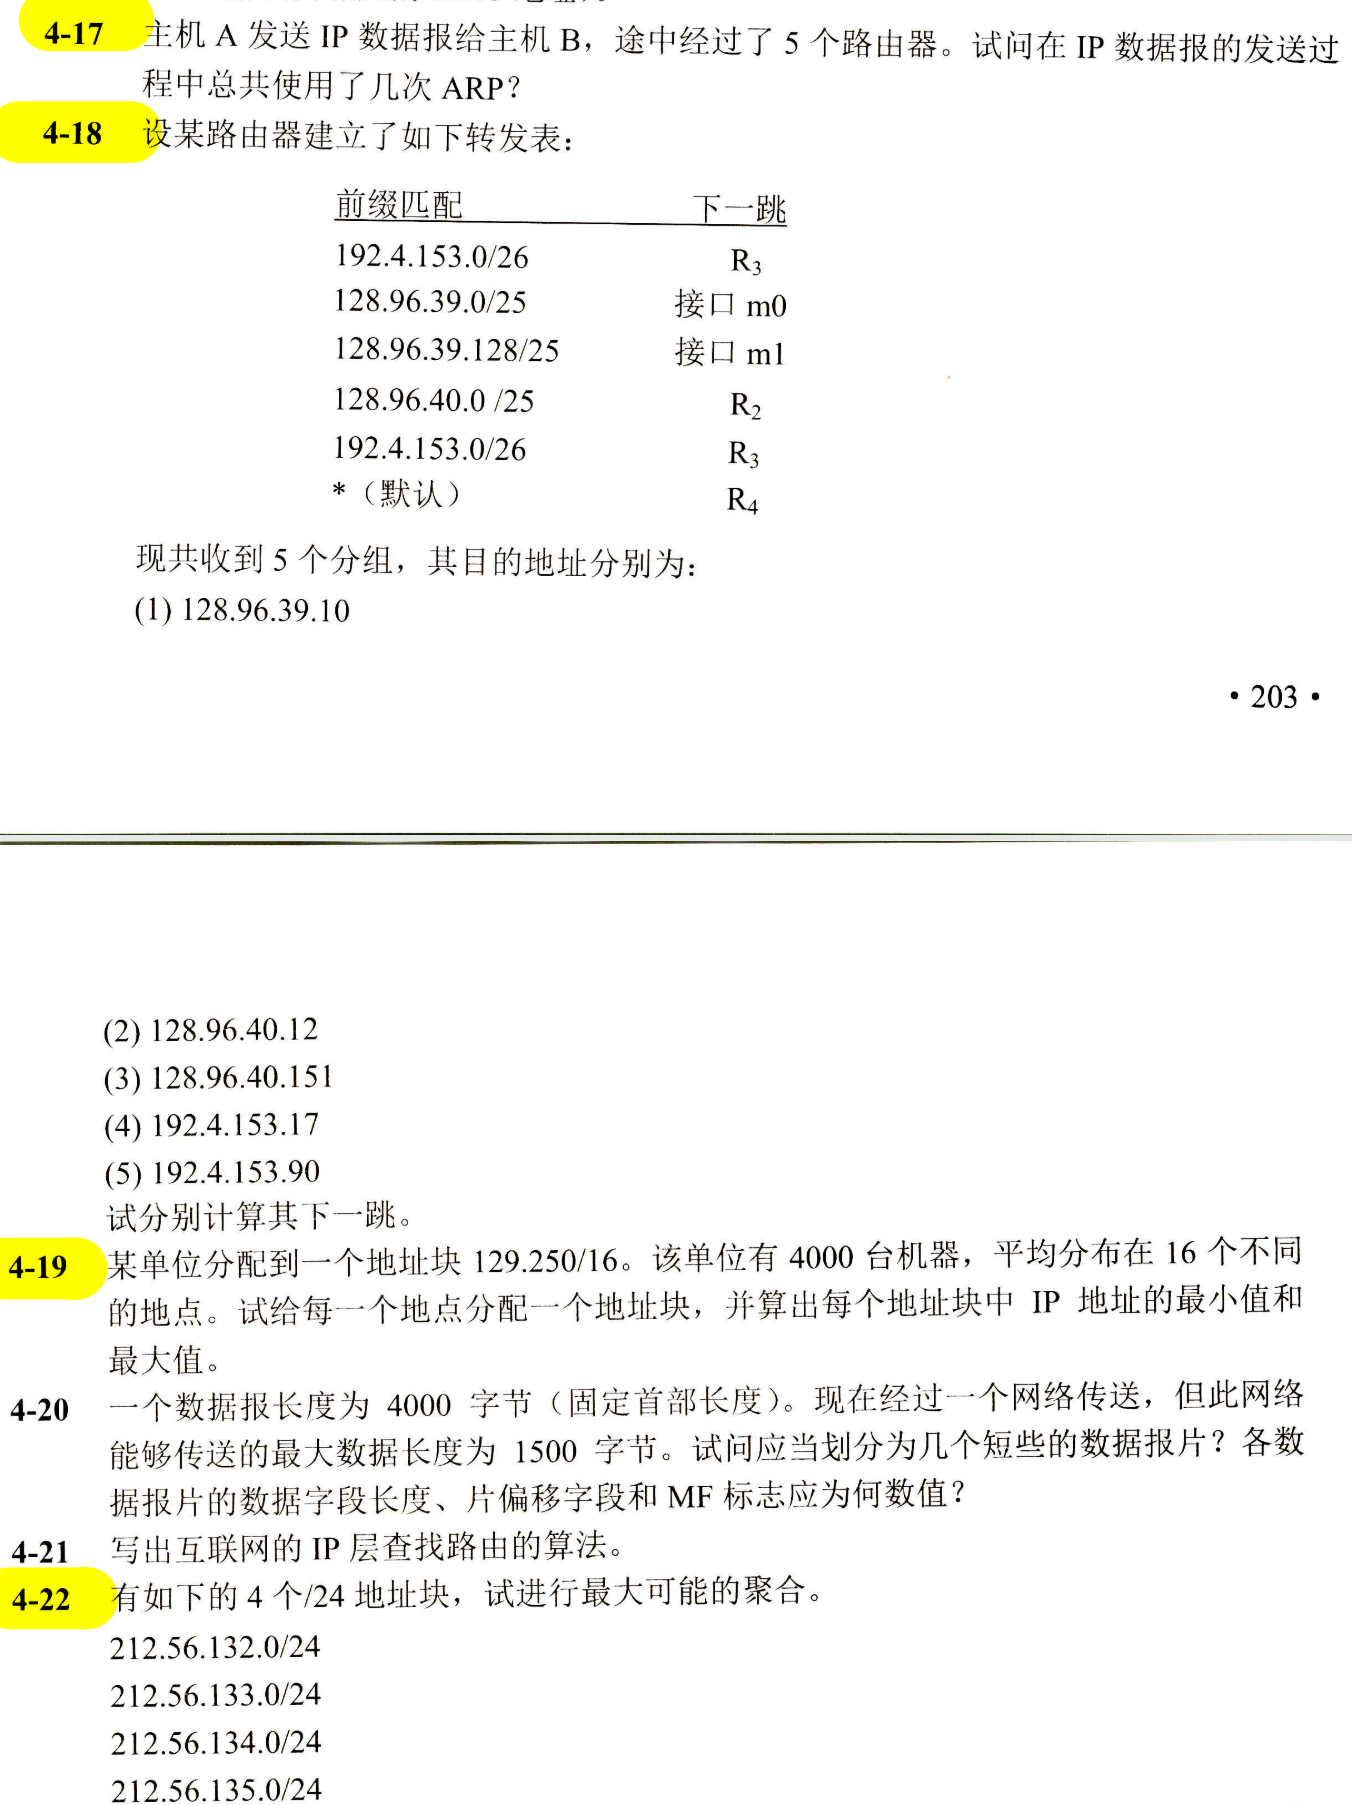 4-17 主机 A 发送 IP 数据报给主机 B，途中经过了 5 个路由器。试问在 IP 数据报的发送过
程中总共使用了几次 ARP？
4-18 设某路由器建立了如下转发表：
前缀匹配 下一跳
192.4.153.0/26 R₃
128.96.39.0/25 接口 m0
128.96.39.128/25 接口 m1
128.96.40.0 /25 R₂
192.4.153.0/26 R₃
*（默认） R₄
现共收到 5 个分组，其目的地址分别为：
(1) 128.96.39.10
• 203 •
(2) 128.96.40.12
(3) 128.96.40.151
(4) 192.4.153.17
(5) 192.4.153.90
试分别计算其下一跳。
4-19 某单位分配到一个地址块 129.250/16。该单位有 4000 台机器，平均分布在 16 个不同
的地点。试给每一个地点分配一个地址块，并算出每个地址块中 IP 地址的最小值和
最大值。
4-20 一个数据报长度为 4000 字节（固定首部长度）。现在经过一个网络传送，但此网络
能够传送的最大数据长度为 1500 字节。试问应当划分为几个短些的数据报片？各数
据报片的数据字段长度、片偏移字段和 MF 标志应为何数值？
4-21 写出互联网的 IP 层查找路由的算法。
4-22 有如下的 4 个/24 地址块，试进行最大可能的聚合。
212.56.132.0/24
212.56.133.0/24
212.56.134.0/24
212.56.135.0/24